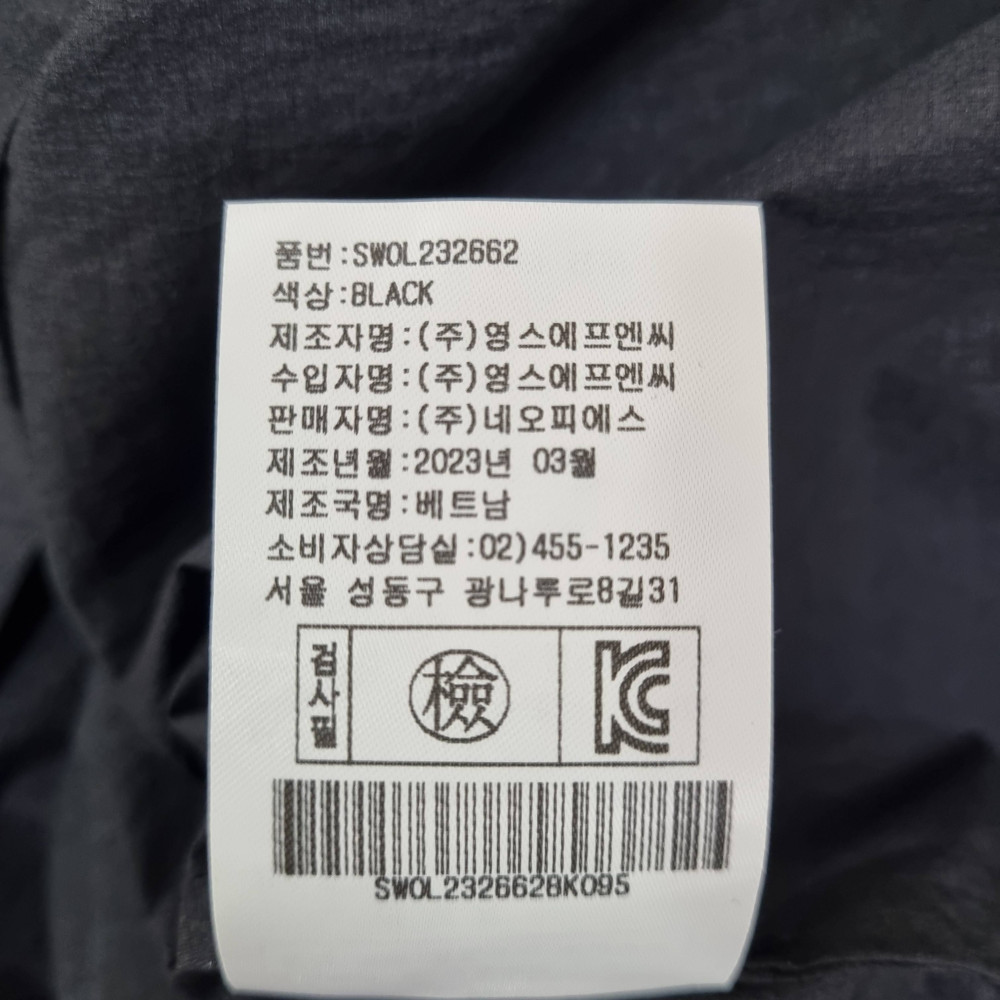 품번:SWOL232662
색상:BLACK
제조자명:(주)영스에프엔씨
수입자명:(주)영스에프엔씨
판매자명:(주)네오피에스
제조년월:2023년 03월
제조국명:베트남
소비자상담실:02)455-1235
서울 성동구 광나루로8길31
검사필
檢
KC
SWOL232662BK095